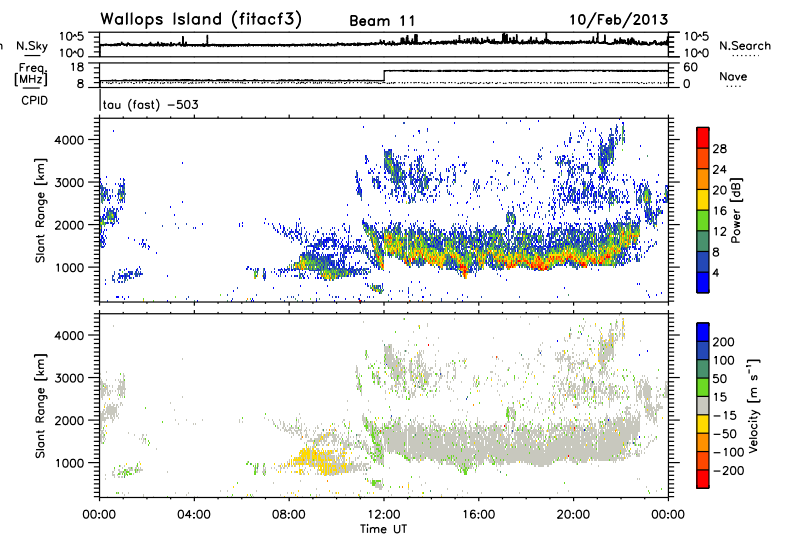 Wallops Island (fitacf3) Beam 11 10/Feb/2013
n N.Sky 10^5 10^0 10^5 10^0 N.Search
Freq. [MHz] 18 8 60 0 Nave
CPID tau (fast) -503
Slant Range [km] 4000 3000 2000 1000
Power [dB] 28 24 20 16 12 8 4
Slant Range [km] 4000 3000 2000 1000
Velocity [m s^-1] 200 100 50 15 -15 -50 -100 -200
00:00 04:00 08:00 12:00 16:00 20:00 00:00
Time UT